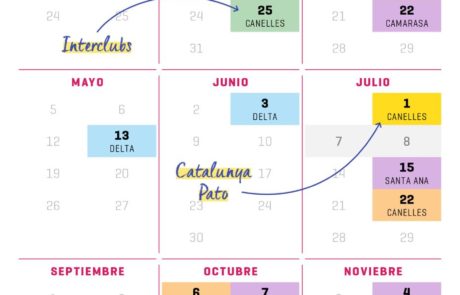 24 25 25 21 22
CANELLES CAMARASA
31 28 29
Interclubs
MAYO JUNIO JULIO
5 6 2 3 1
DELTA CANELLES
12 13 9 10 7 8
DELTA
19 20 16 17 14 15
SANTA ANA
Catalunya
Pato
26 27 23 24 21 22
CANELLES
30 28 29
SEPTIEMBRE OCTUBRE NOVIEMBRE
6 7 4